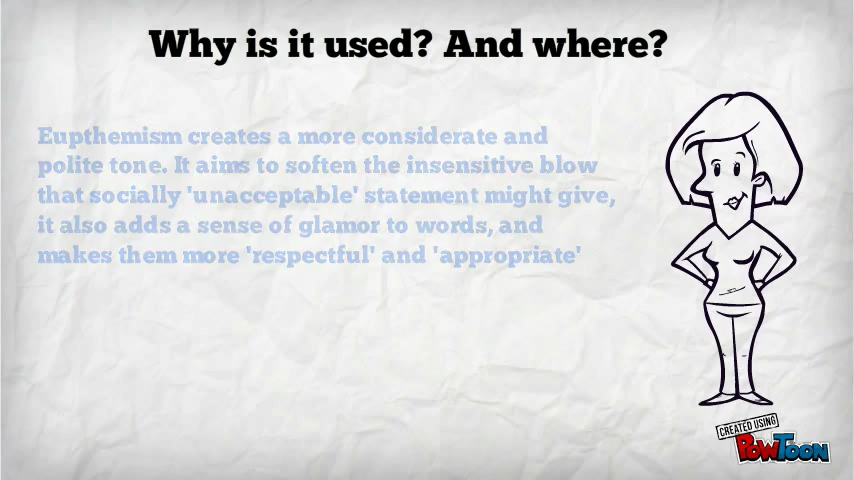 Why is it used? And where?
Eupthemism creates a more considerate and
polite tone. It aims to soften the insensitive blow
that socially 'unacceptable' statement might give,
it also adds a sense of glamor to words, and
makes them more 'respectful' and 'appropriate'
CREATED USING
POWTOON